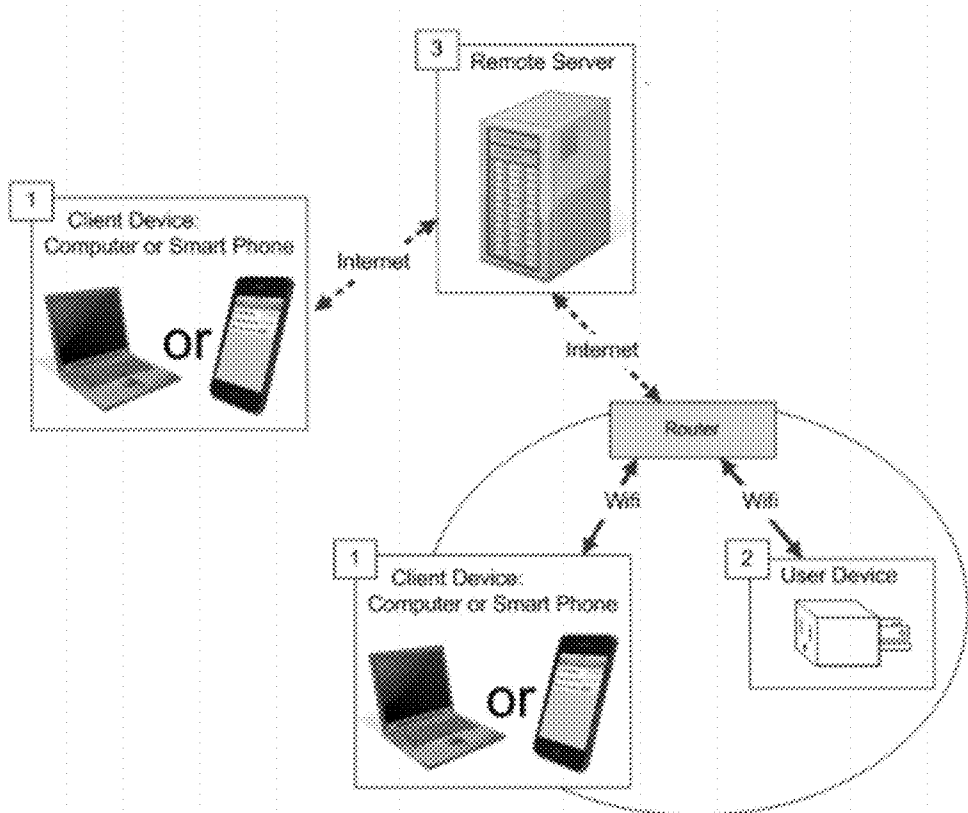 3
Remote Server
1
Client Device:
Computer or Smart Phone
or
Internet
Internet
Router
Wifi
Wifi
1
Client Device:
Computer or Smart Phone
or
2
User Device